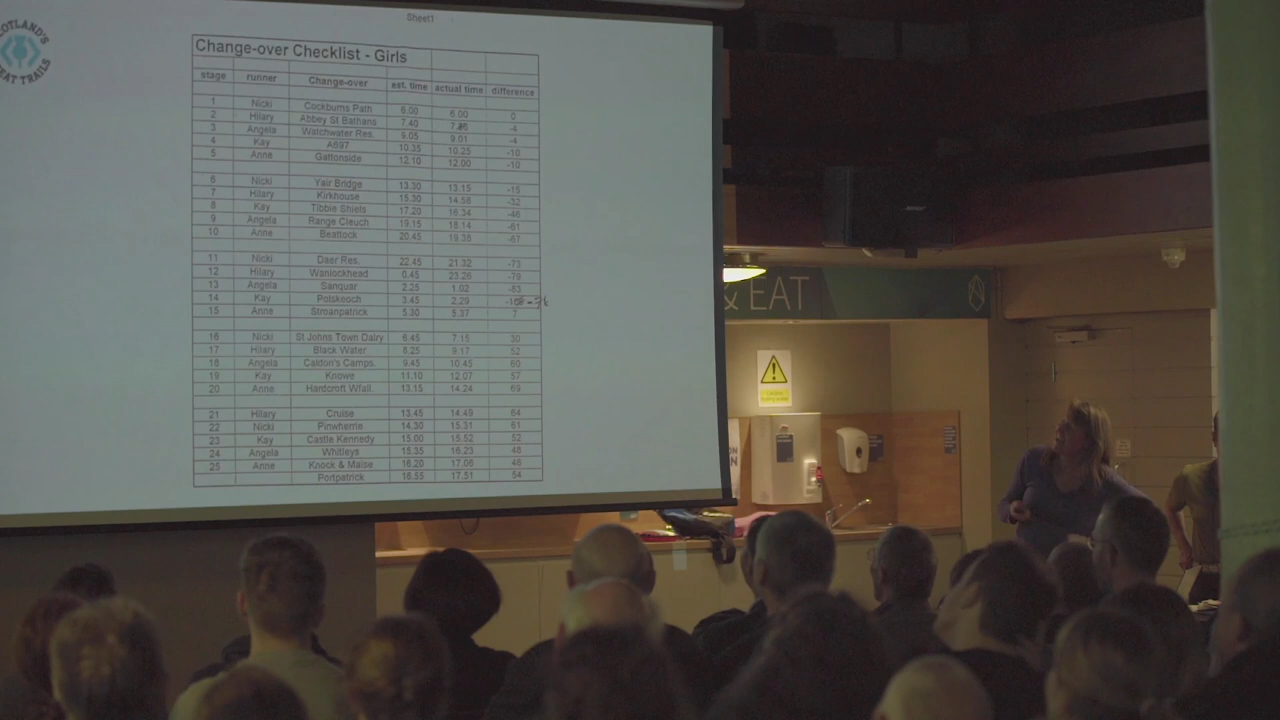 Sheet1
SCOTLAND'S
GREAT TRAILS
Change-over Checklist - Girls
stage runner Change-over est. time actual time difference
1 Nicki Cockburns Path 6.00 6.00 0
2 Hilary Abbey St Bathans 7.40 -4
3 Angela Watchwater Res. 9.05 9.01 -4
4 Kay A697 10.35 10.25 -10
5 Anne Gattonside 12.10 12.00 -10
6 Nicki Yair Bridge 13.30 13.15 -15
7 Hilary Kirkhouse 15.30 14.58 -32
8 Kay Tibbie Shiels 17.20 16.34 -46
9 Angela Range Cleuch 19.15 18.14 -61
10 Anne Beattock 20.45 19.38 -67
11 Nicki Daer Res. 22.45 21.32 -73
12 Hilary Wanlockhead 0.45 23.26 -79
13 Angela Sanquar 2.25 1.02 -83
14 Kay Polskeoch 3.45 2.29
15 Anne Stroanpatrick 5.30 5.37 7
16 Nicki St Johns Town Dalry 6.45 7.15 30
17 Hilary Black Water 8.25 9.17 52
18 Angela Caldon's Camps. 9.45 10.45 60
19 Kay Knowe 11.10 12.07 57
20 Anne Hardcroft Wfall. 13.15 14.24 69
21 Hilary Cruise 13.45 14.49 64
22 Nicki Pinwherrie 14.30 15.31 61
23 Kay Castle Kennedy 15.00 15.52 52
24 Angela Whitleys 15.35 16.23 48
25 Anne Knock & Maise 16.20 17.06 46
Portpatrick 16.55 17.51 54
& EAT